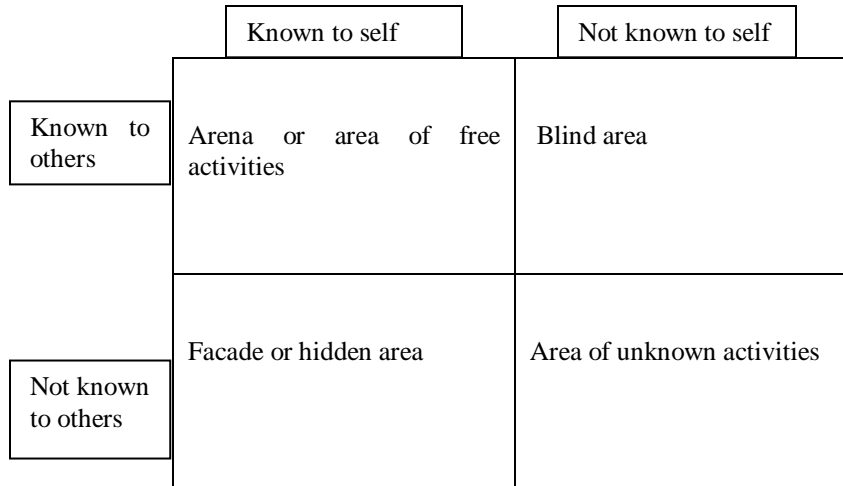 Known to self
Not known to self
Known to
others
Arena or area of free
activities
Blind area
Facade or hidden area
Area of unknown activities
Not known
to others